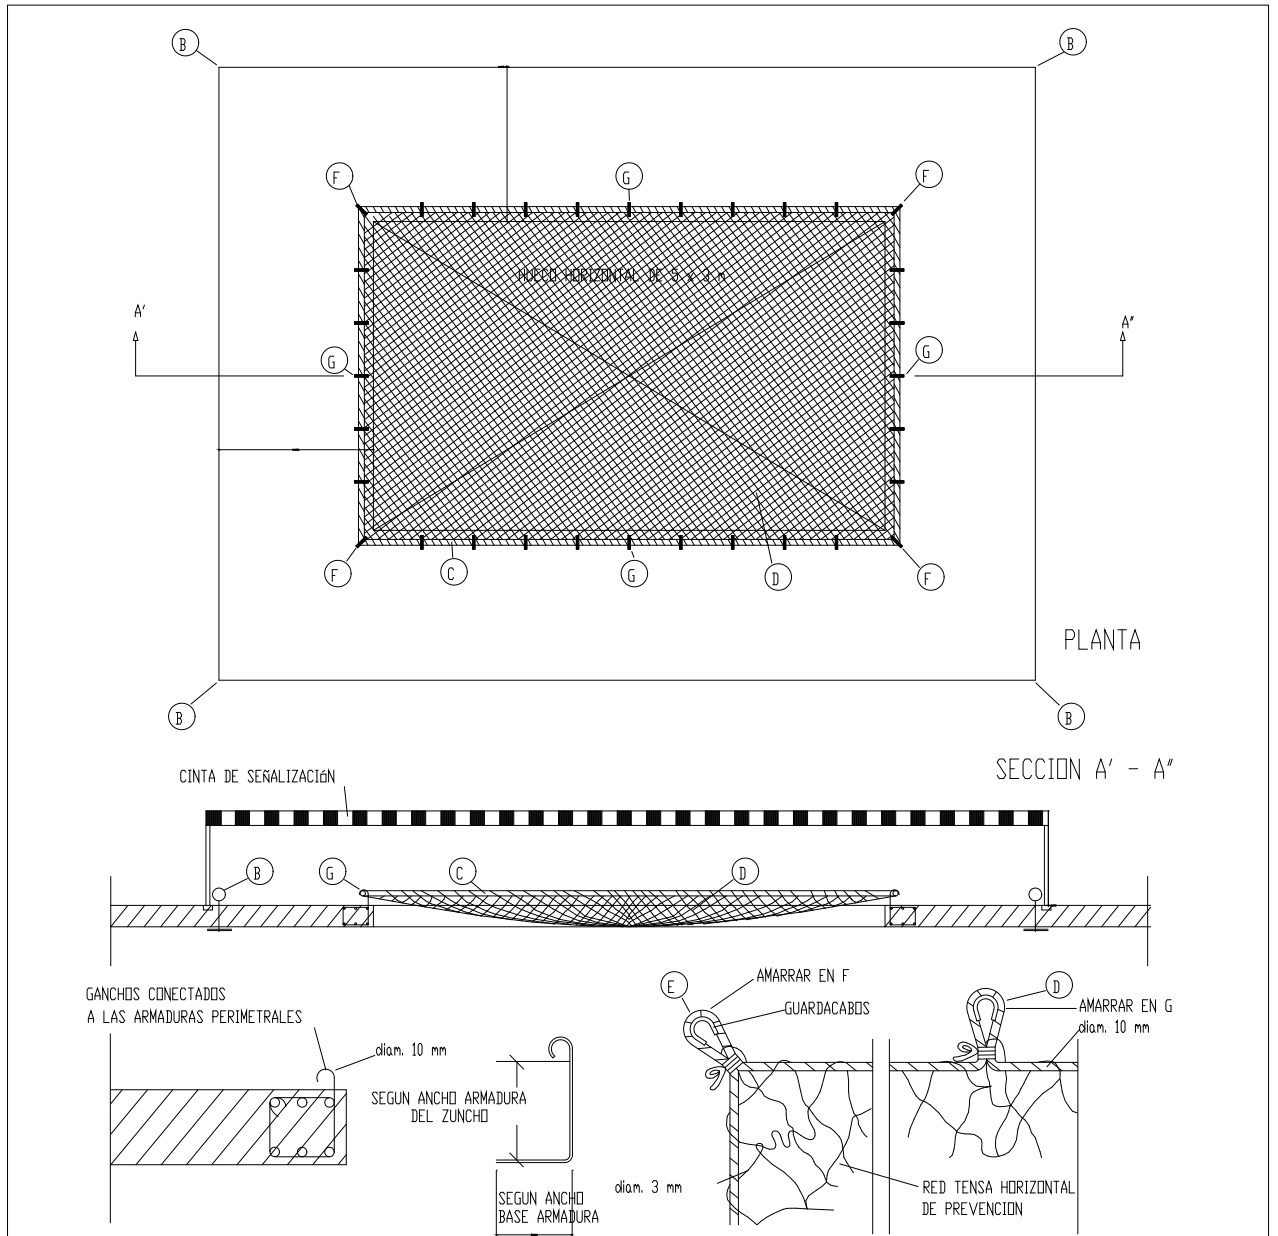 B
B
F
G
F
HUECO HORIZONTAL DE 5 x 3 m
A'
A"
G
G
F
C
G
D
F
PLANTA
B
B
SECCION A' - A"
CINTA DE SEÑALIZACIóN
B
G
C
D
GANCHOS CONECTADOS
A LAS ARMADURAS PERIMETRALES
diam. 10 mm
SEGUN ANCHO ARMADURA
DEL ZUNCHO
SEGUN ANCHO
BASE ARMADURA
E
AMARRAR EN F
GUARDACABOS
D
AMARRAR EN G
diam. 10 mm
diam. 3 mm
RED TENSA HORIZONTAL
DE PREVENCION